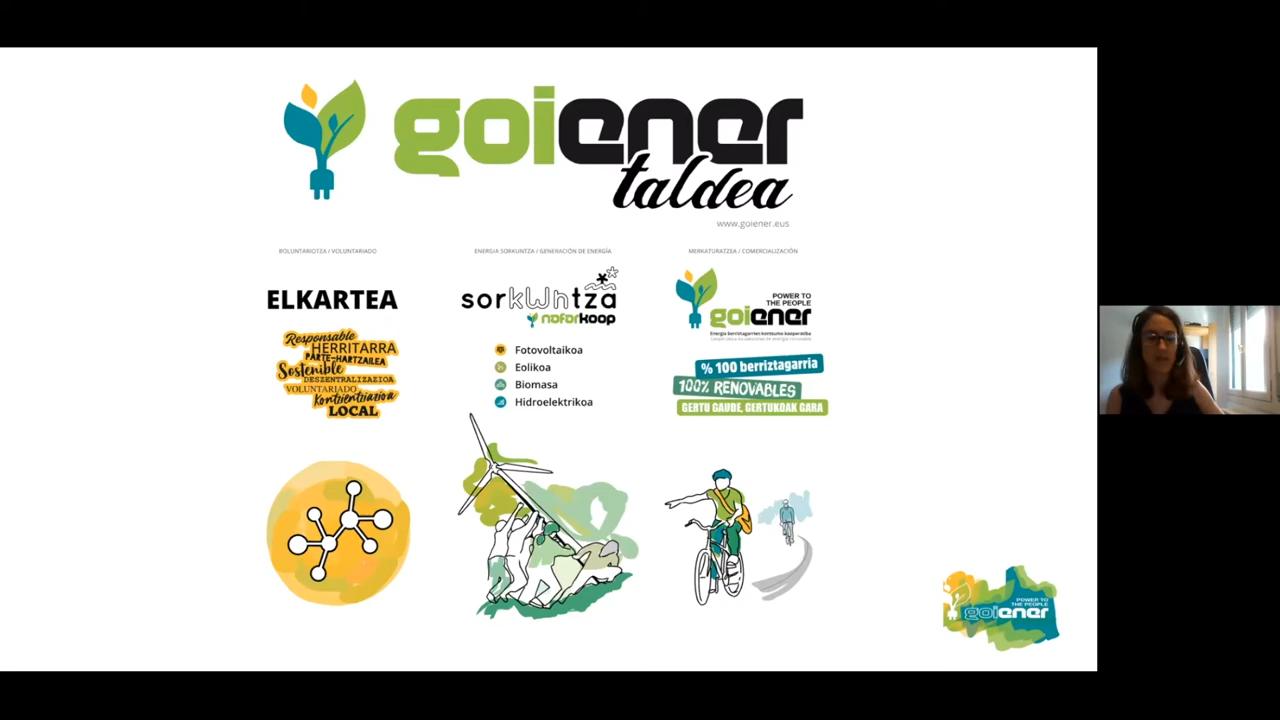 goiener
taldea
www.goiener.eus
BOLUNTARIOTZA / VOLUNTARIADO
ELKARTEA
Responsable
HERRITARRA
PARTE-HARTZAILEA
Sostenible
DESZENTRALIZAZIOA
VOLUNTARIADO
Kontzientziazioa
LOCAL
ENERGIA SORKUNTZA / GENERACIÓN DE ENERGÍA
sorkWhtza
nafarkoop
Fotovoltaikoa
Eolikoa
Biomasa
Hidroelektrikoa
MERKATURATZEA / COMERCIALIZACIÓN
POWER TO
THE PEOPLE
goiener
Energia berriztagarrien kontsumo kooperatiba
% 100 berriztagarria
100% RENOVABLES
GERTU GAUDE, GERTUKOAK GARA
POWER TO
THE PEOPLE
goiener